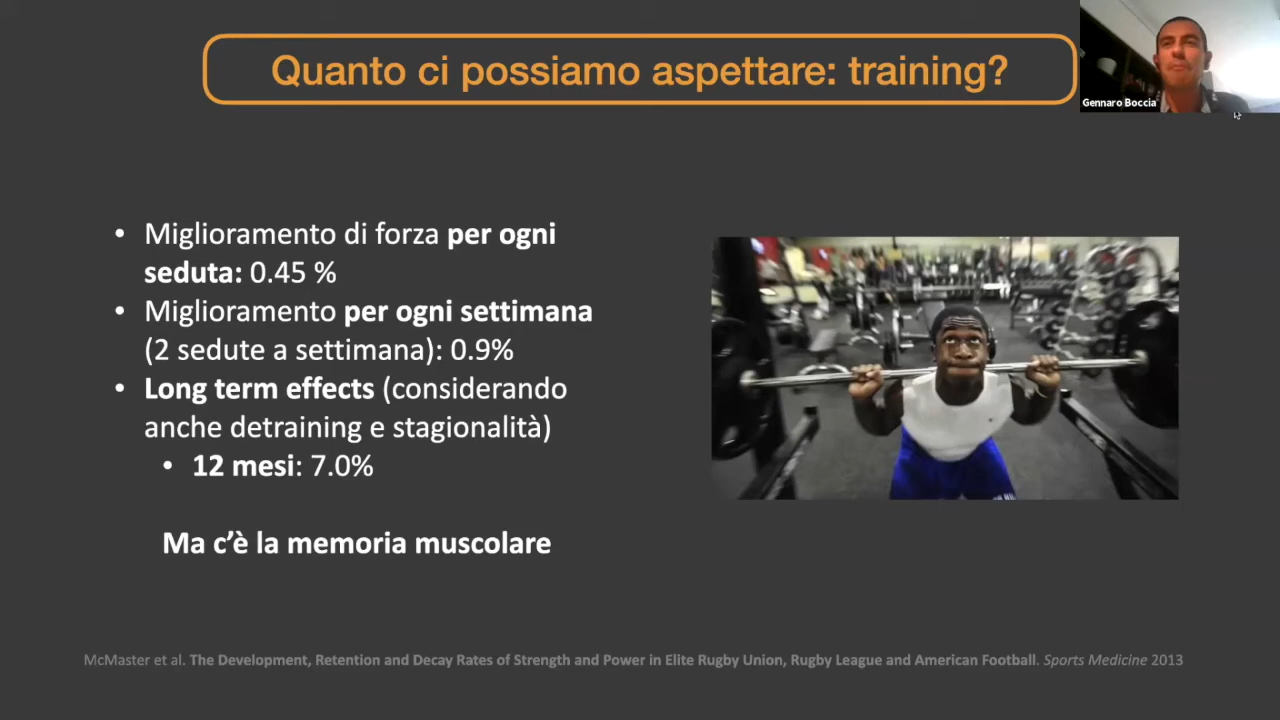 Quanto ci possiamo aspettare: training?
Gennaro Boccia
• Miglioramento di forza per ogni
seduta: 0.45 %
• Miglioramento per ogni settimana
(2 sedute a settimana): 0.9%
• Long term effects (considerando
anche detraining e stagionalità)
• 12 mesi: 7.0%
Ma c’è la memoria muscolare
McMaster et al. The Development, Retention and Decay Rates of Strength and Power in Elite Rugby Union, Rugby League and American Football. Sports Medicine 2013